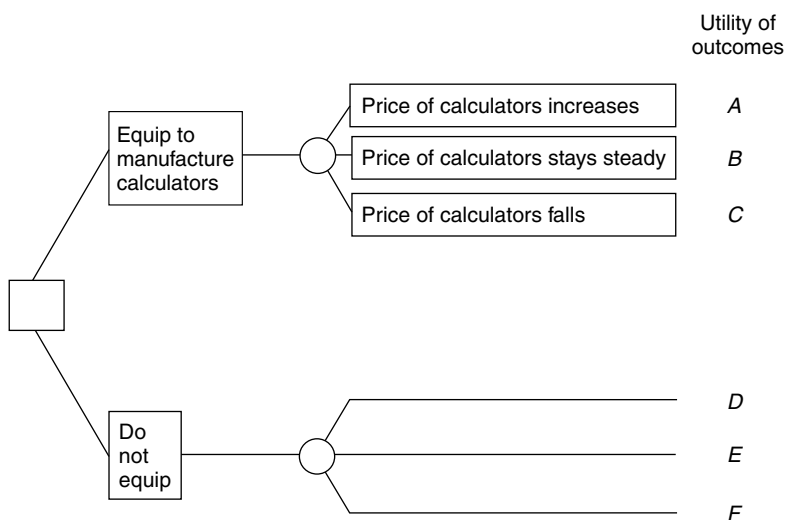 Utility of
outcomes
Equip to
manufacture
calculators
Price of calculators increases
A
Price of calculators stays steady
B
Price of calculators falls
C
Do
not
equip
D
E
F